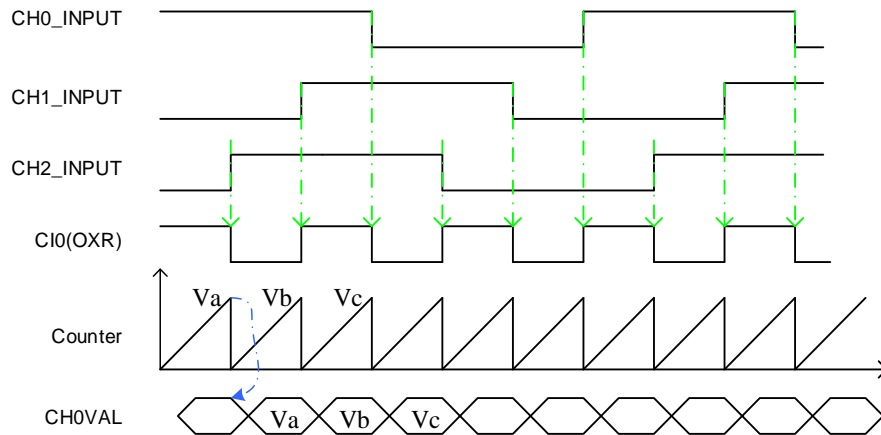 CH0_INPUT
CH1_INPUT
CH2_INPUT
CI0(OXR)
Va Vb Vc
Counter
CH0VAL Va Vb Vc